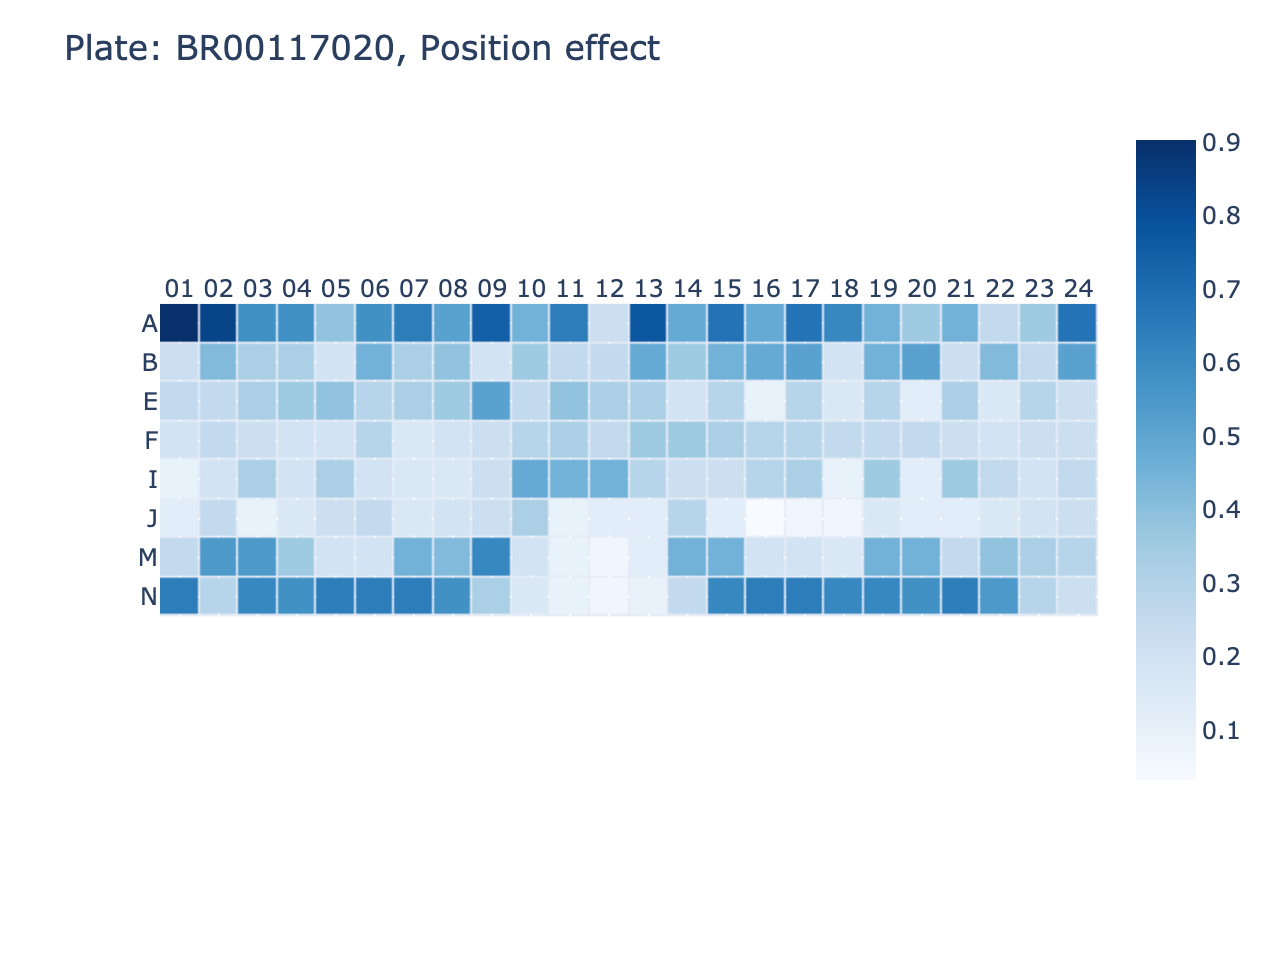 Plate: BR00117020, Position effect
0.9
0.8
0.7
0.6
0.5
0.4
0.3
0.2
0.1
01 02 03 04 05 06 07 08 09 10 11 12 13 14 15 16 17 18 19 20 21 22 23 24
A
B
E
F
I
J
M
N